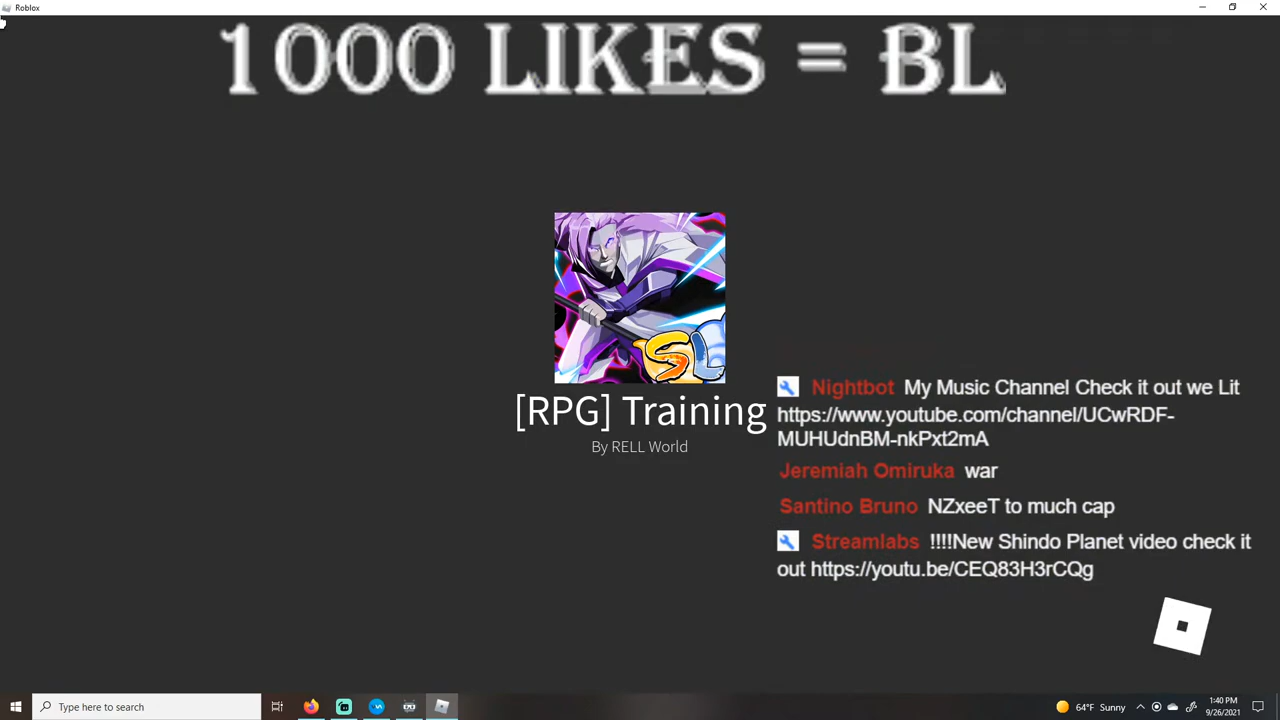 Roblox
1000 LIKES = BL
SL
[RPG] Training
By RELL World
Nightbot My Music Channel Check it out we Lit
https://www.youtube.com/channel/UCwRDF-
MUHUdnBM-nkPxt2mA
Jeremiah Omiruka war
Santino Bruno NZxeeT to much cap
Streamlabs !!!!New Shindo Planet video check it
out https://youtu.be/CEQ83H3rCQg
Type here to search
64°F Sunny
1:40 PM
9/26/2021